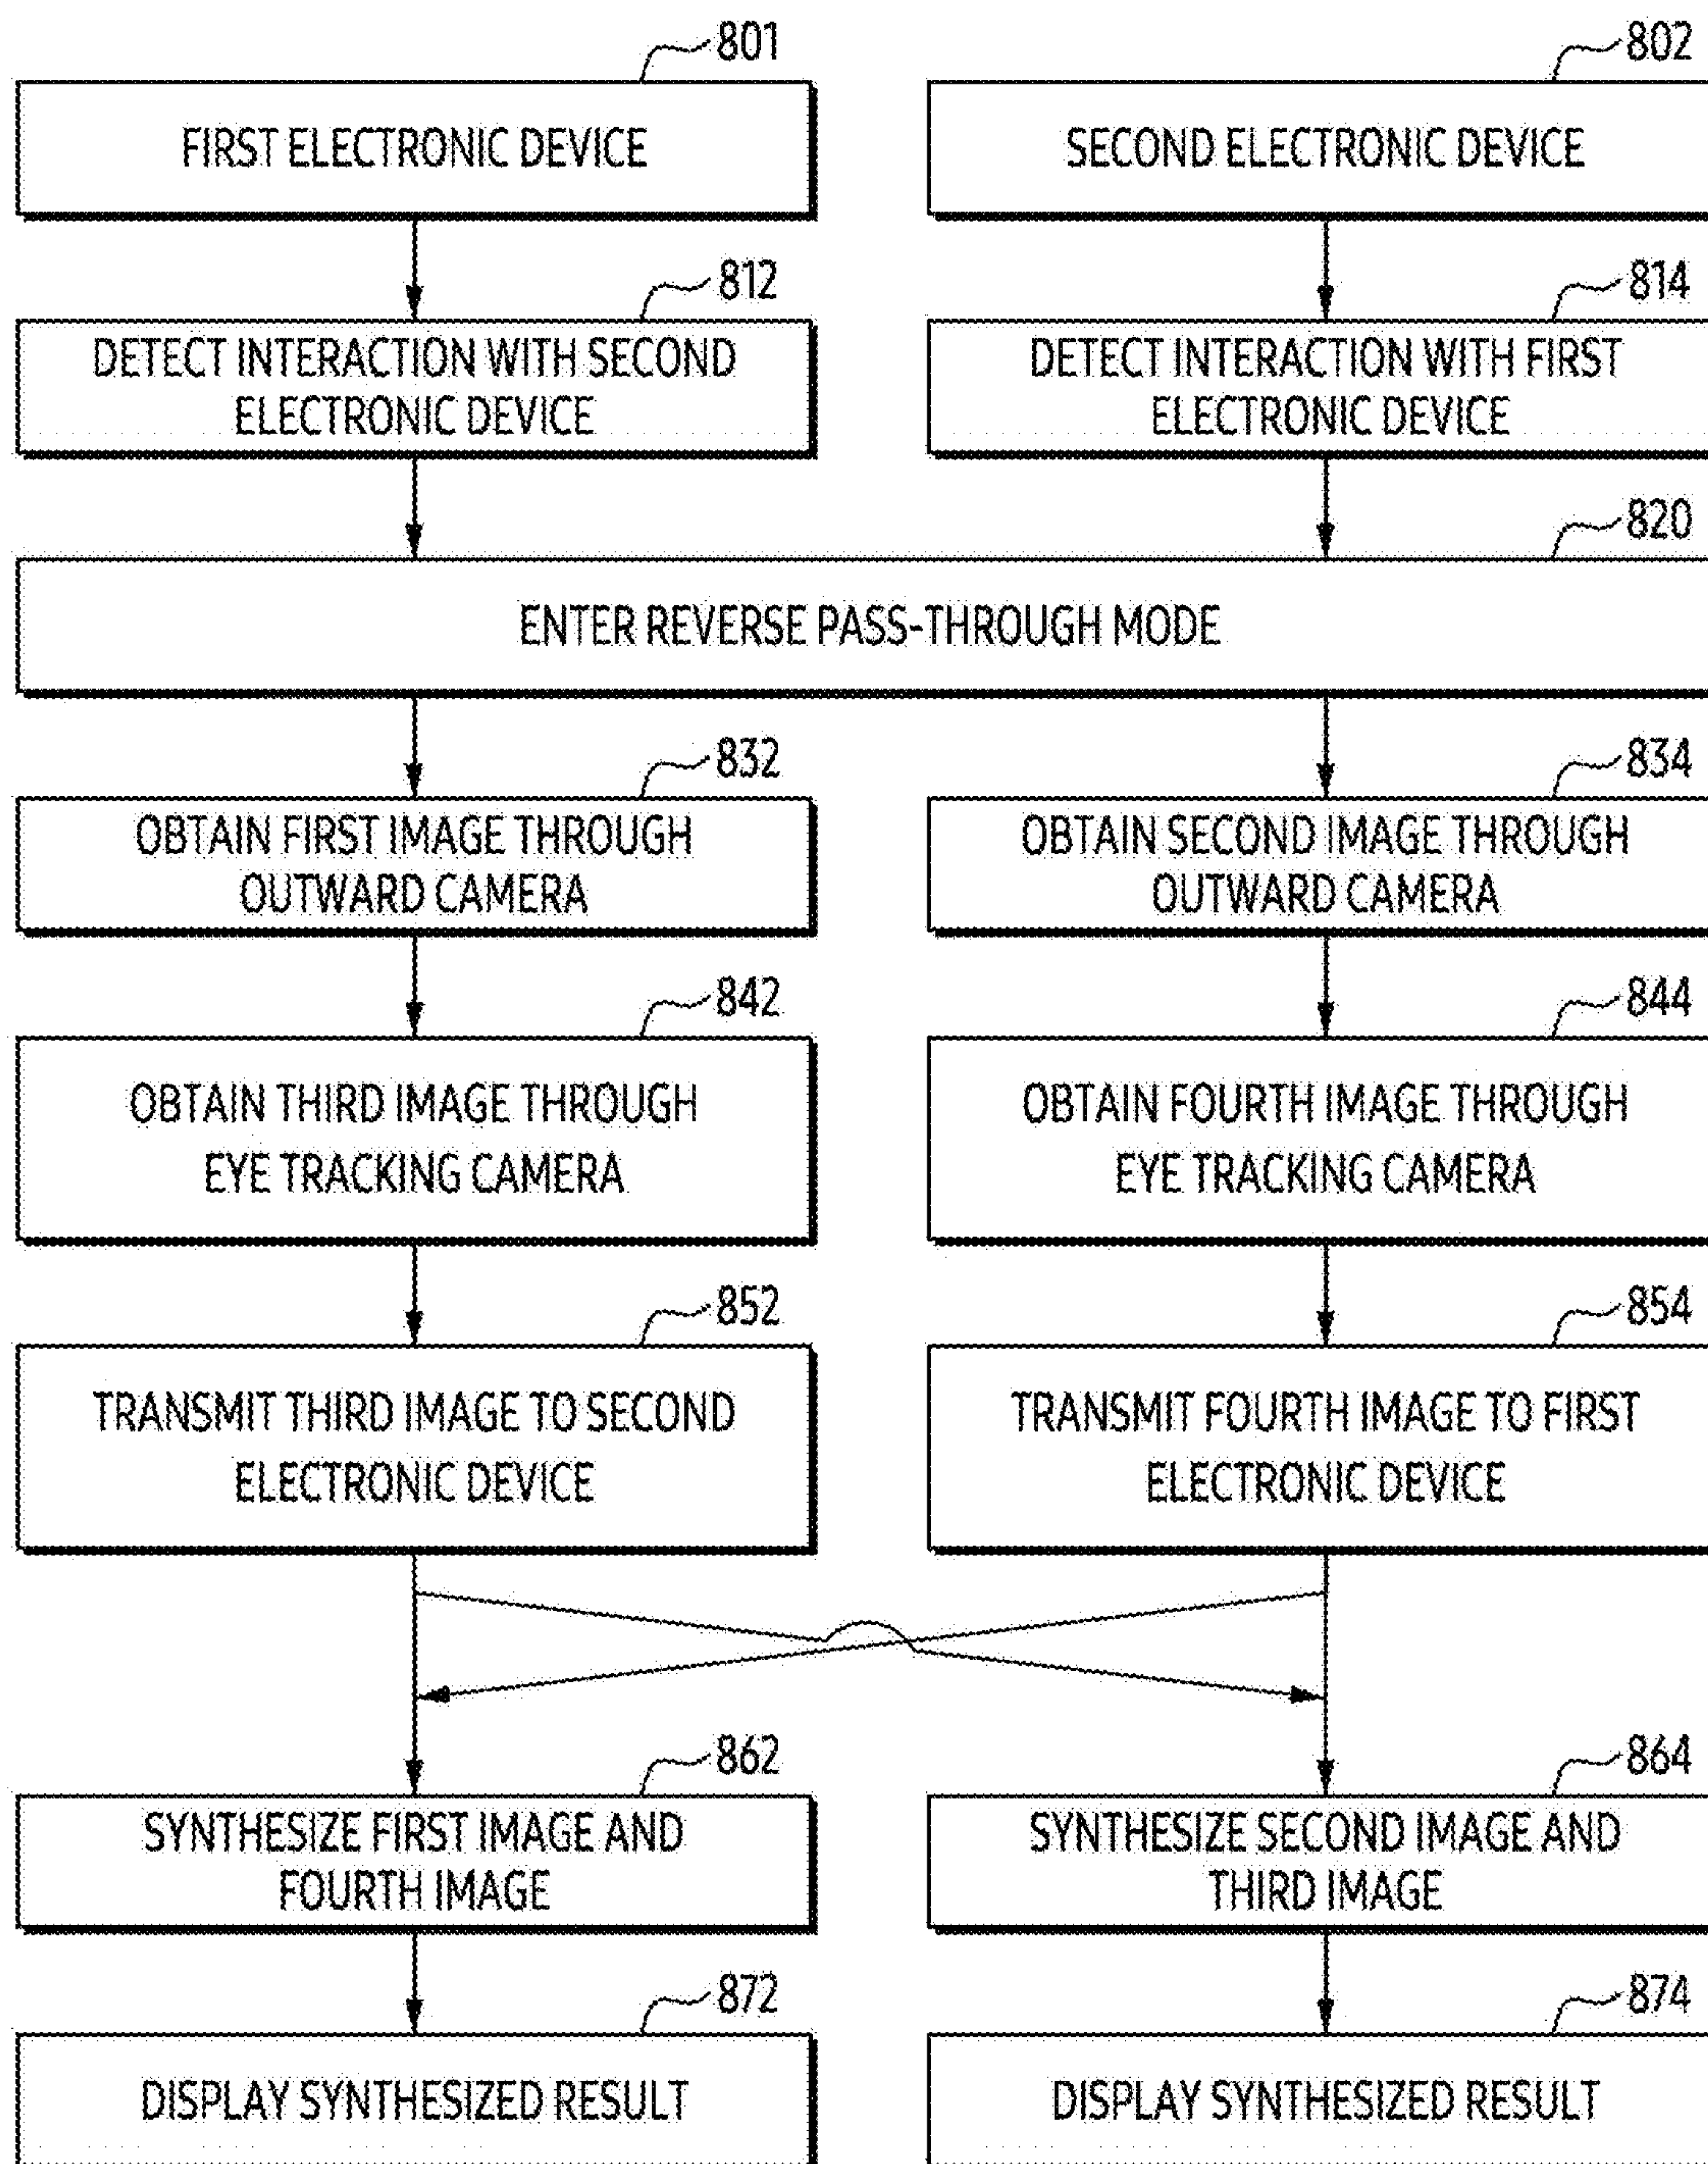 801
FIRST ELECTRONIC DEVICE
802
SECOND ELECTRONIC DEVICE
812
DETECT INTERACTION WITH SECOND
ELECTRONIC DEVICE
814
DETECT INTERACTION WITH FIRST
ELECTRONIC DEVICE
820
ENTER REVERSE PASS-THROUGH MODE
832
OBTAIN FIRST IMAGE THROUGH
OUTWARD CAMERA
834
OBTAIN SECOND IMAGE THROUGH
OUTWARD CAMERA
842
OBTAIN THIRD IMAGE THROUGH
EYE TRACKING CAMERA
844
OBTAIN FOURTH IMAGE THROUGH
EYE TRACKING CAMERA
852
TRANSMIT THIRD IMAGE TO SECOND
ELECTRONIC DEVICE
854
TRANSMIT FOURTH IMAGE TO FIRST
ELECTRONIC DEVICE
862
SYNTHESIZE FIRST IMAGE AND
FOURTH IMAGE
864
SYNTHESIZE SECOND IMAGE AND
THIRD IMAGE
872
DISPLAY SYNTHESIZED RESULT
874
DISPLAY SYNTHESIZED RESULT